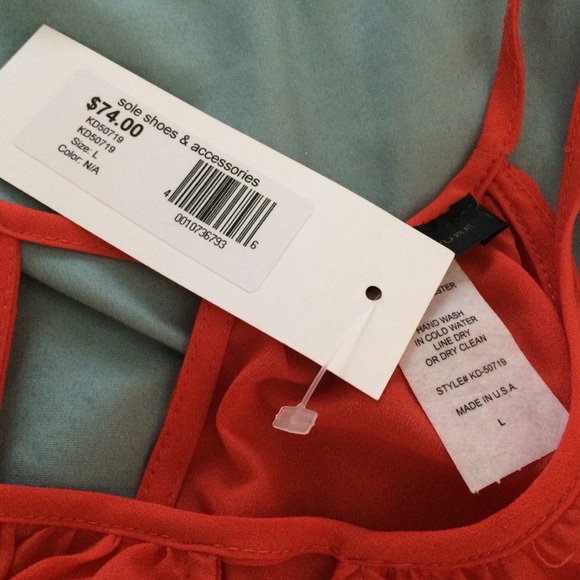 sole shoes & accessories
$74.00
KD50719
KD50719
Size: L
Color: N/A
4 0010736793 6
HAND WASH
IN COLD WATER
LINE DRY
OR DRY CLEAN
STYLE# KD-50719
MADE IN U.S.A
L